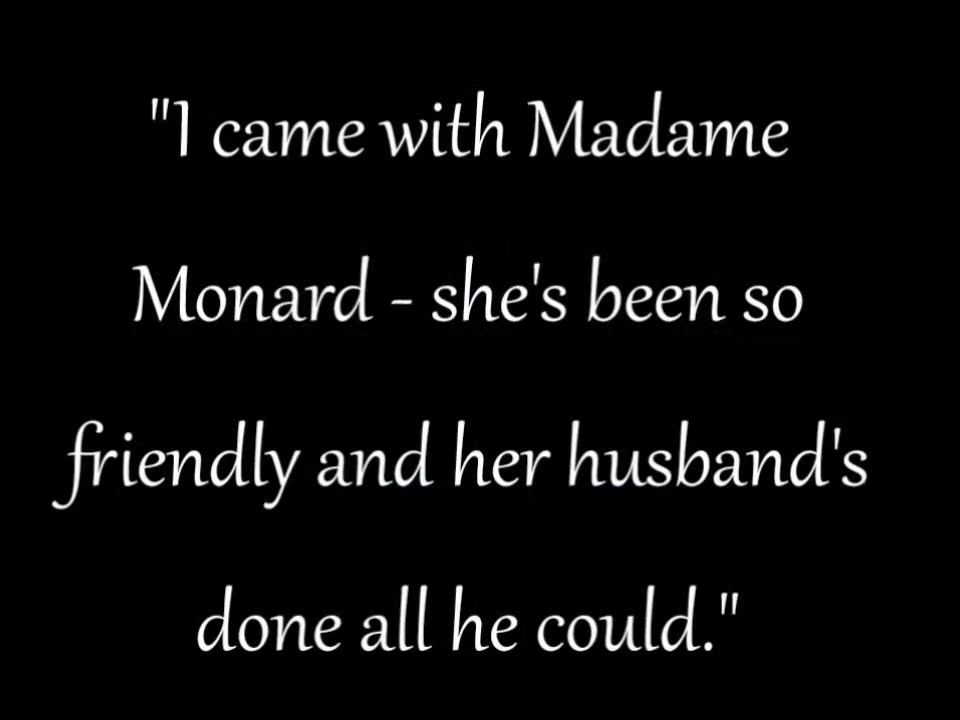 "I came with Madame
Monard - she's been so
friendly and her husband's
done all he could."